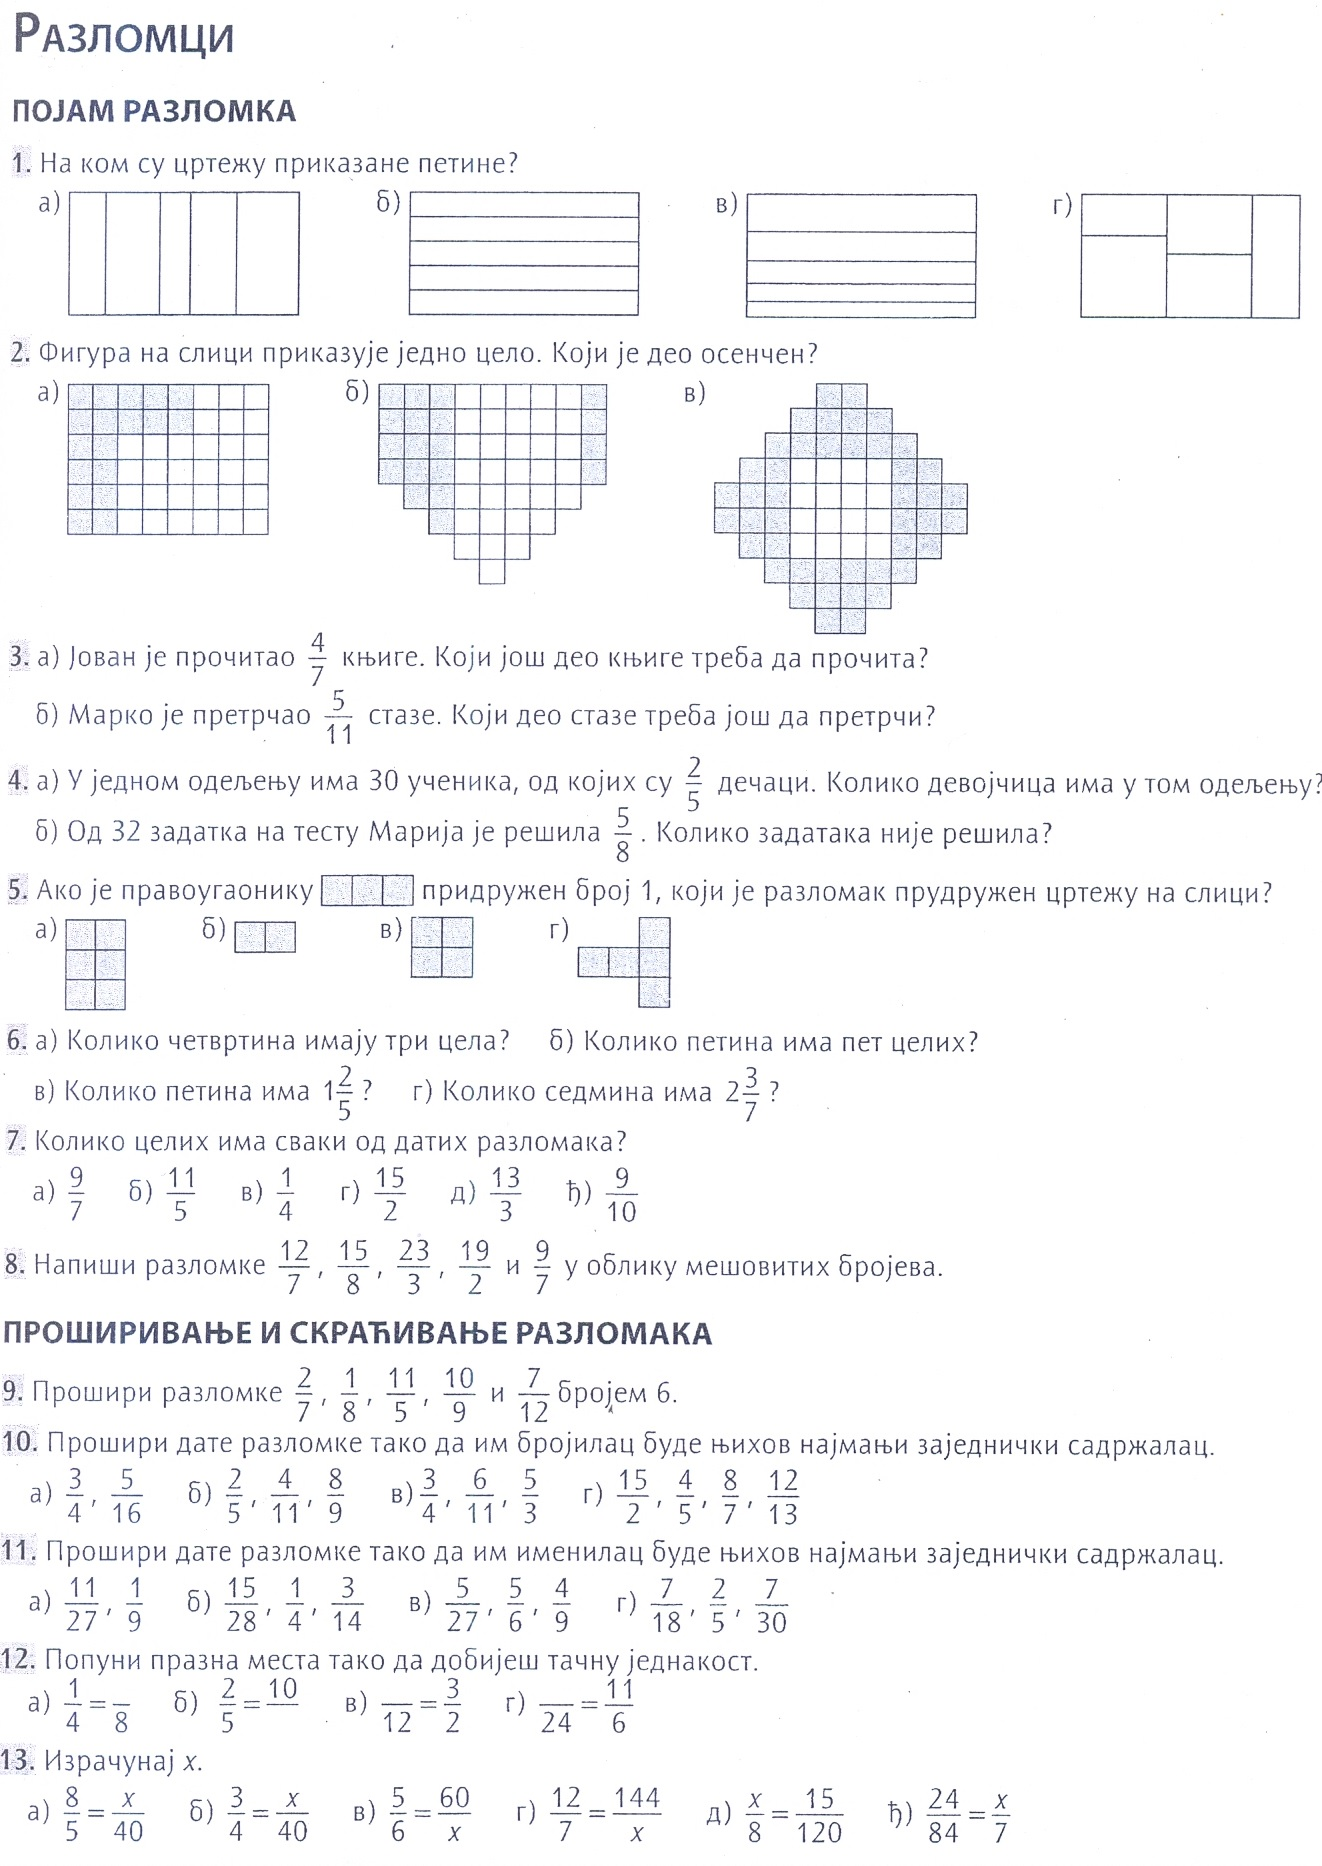 Разломци
ПОЈАМ РАЗЛОМКА
1. На ком су цртежу приказане петине?
а) б) в) г)
2. Фигура на слици приказује једно цело. Који је део осенчен?
а) б) в)
3. а) Јован је прочитао 4/7 књиге. Који још део књиге треба да прочита?
б) Марко је претрчао 5/11 стазе. Који део стазе треба још да претрчи?
4. а) У једном одељењу има 30 ученика, од којих су 2/5 дечаци. Колико девојчица има у том одељењу?
б) Од 32 задатка на тесту Марија је решила 5/8. Колико задатака није решила?
5. Ако је правоугаонику придружен број 1, који је разломак прудружен цртежу на слици?
а) б) в) г)
6. а) Колико четвртина имају три цела? б) Колико петина има пет целих?
в) Колико петина има 1 2/5? г) Колико седмина има 2 3/7?
7. Колико целих има сваки од датих разломака?
а) 9/7 б) 11/5 в) 1/4 г) 15/2 д) 13/3 ђ) 9/10
8. Напиши разломке 12/7, 15/8, 23/3, 19/2 и 9/7 у облику мешовитих бројева.
ПРОШИРИВАЊЕ И СКРАЋИВАЊЕ РАЗЛОМАКА
9. Прошири разломке 2/7, 1/8, 11/5, 10/9 и 7/12 бројем 6.
10. Прошири дате разломке тако да им бројилац буде њихов најмањи заједнички садржалац.
а) 3/4, 5/16 б) 2/5, 4/11, 8/9 в) 3/4, 6/11, 5/3 г) 15/2, 4/5, 8/7, 12/13
11. Прошири дате разломке тако да им именилац буде њихов најмањи заједнички садржалац.
а) 11/27, 1/9 б) 15/28, 1/4, 3/14 в) 5/27, 5/6, 4/9 г) 7/18, 2/5, 7/30
12. Попуни празна места тако да добијеш тачну једнакост.
а) 1/4 = /8 б) 2/5 = 10/ в) /12 = 3/2 г) /24 = 11/6
13. Израчунај x.
а) 8/5 = x/40 б) 3/4 = x/40 в) 5/6 = 60/x г) 12/7 = 144/x д) x/8 = 15/120 ђ) 24/84 = x/7